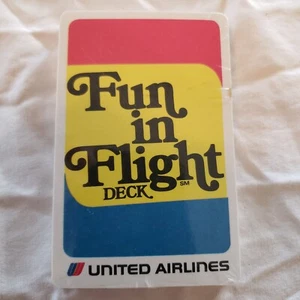 Fun
in
Flight
DECK SM
UNITED AIRLINES